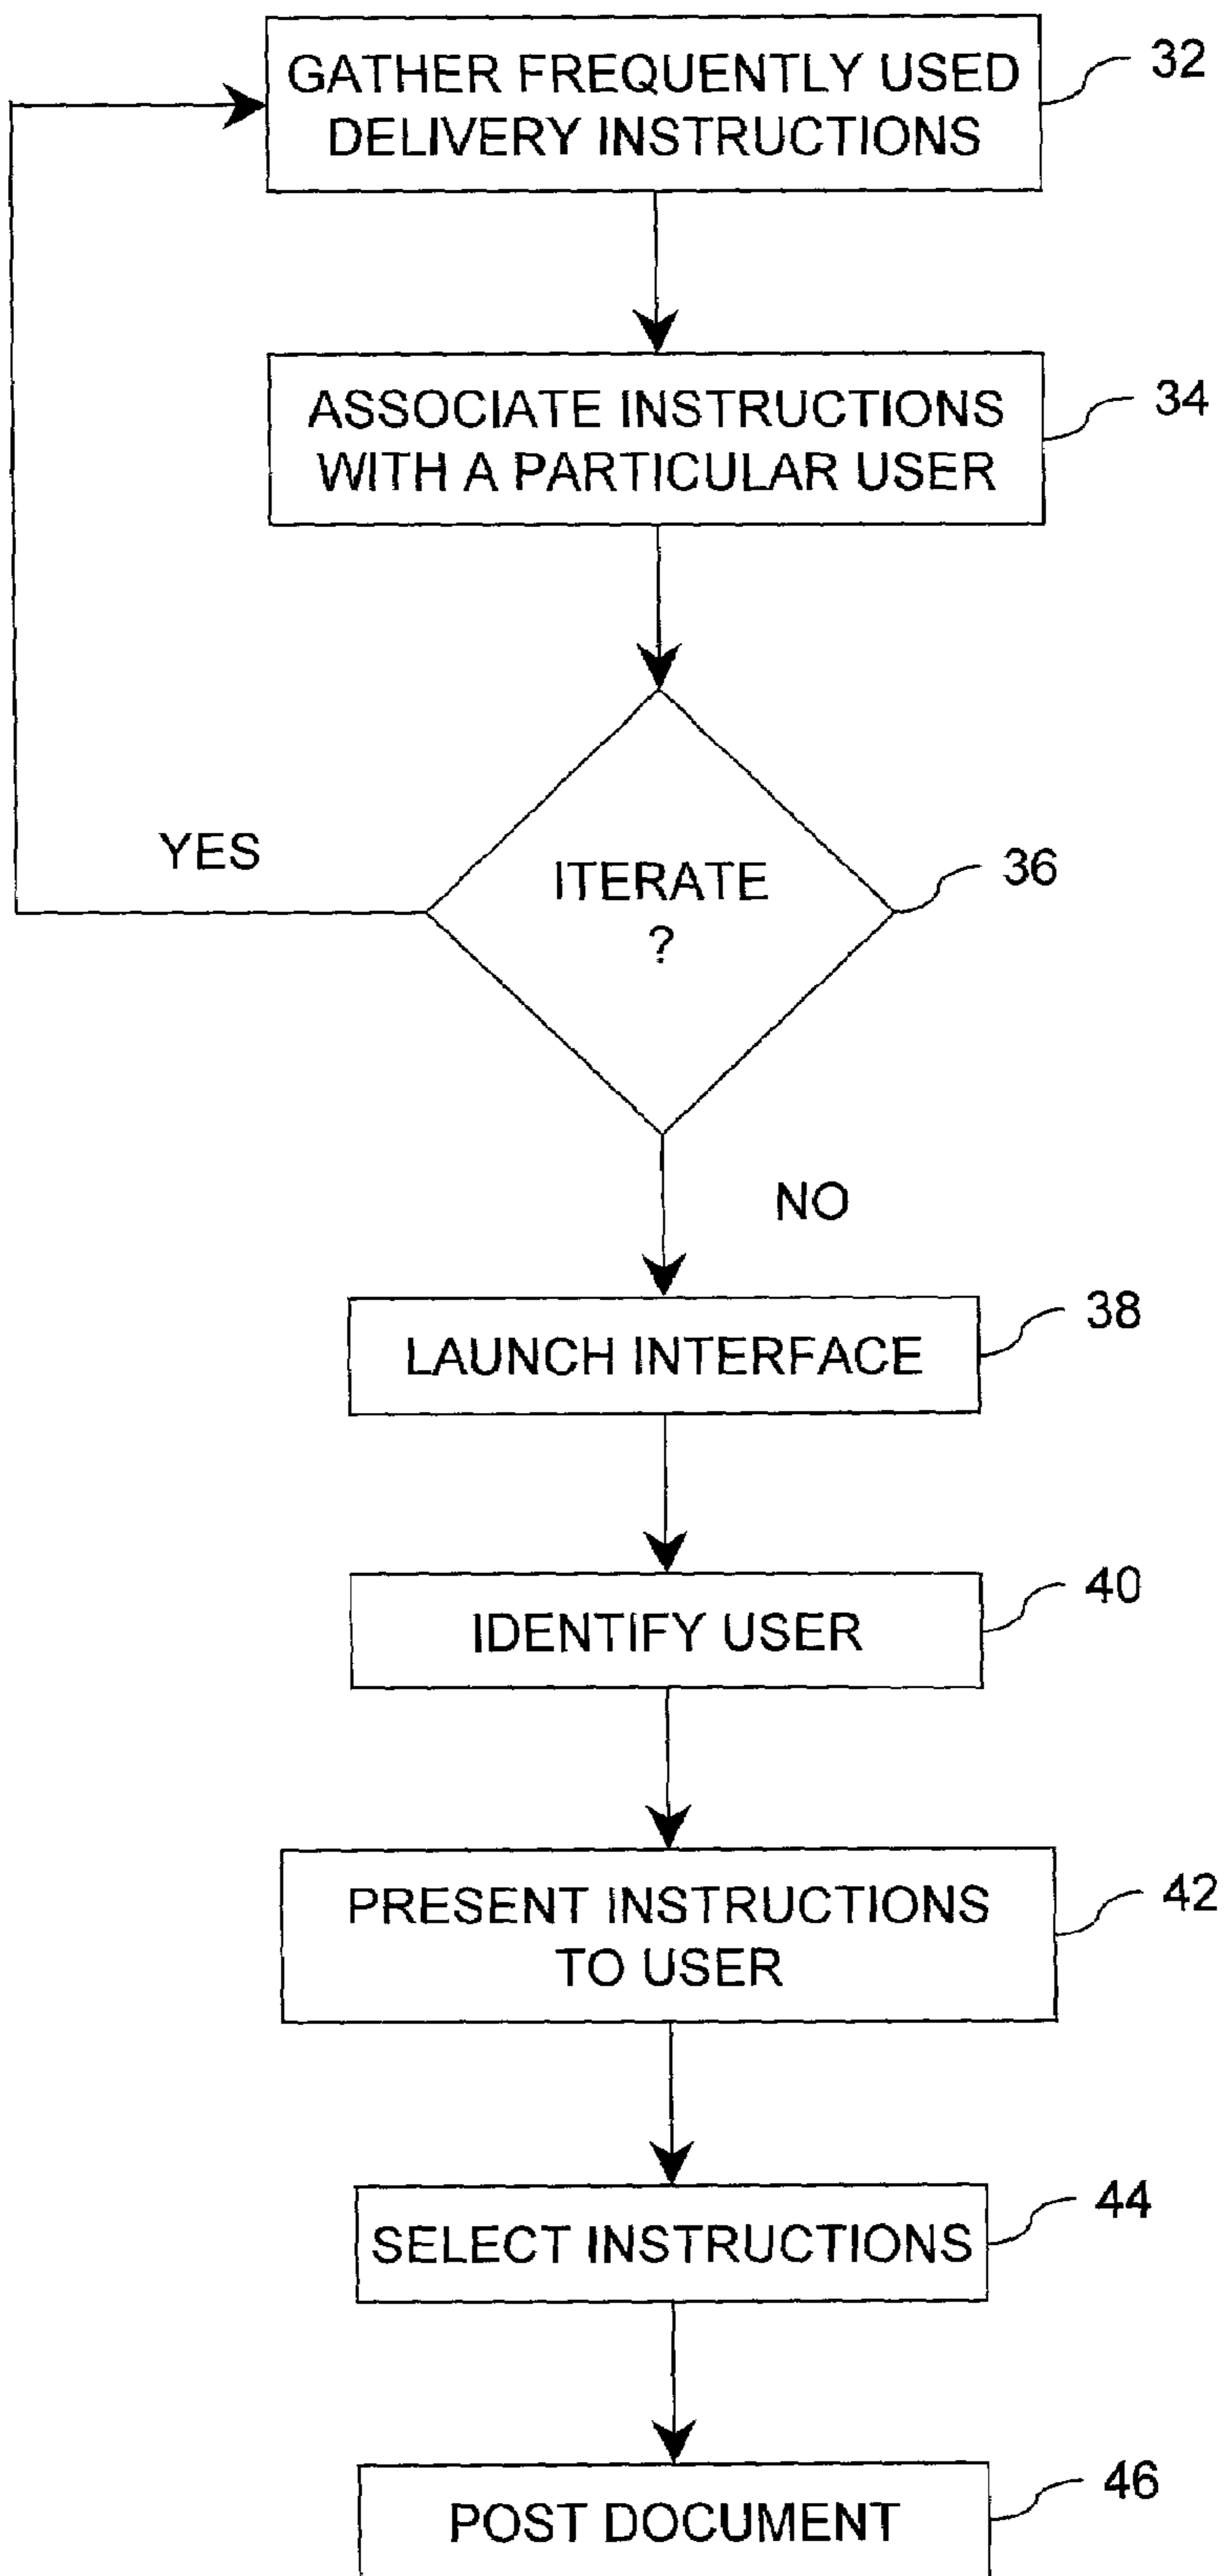 GATHER FREQUENTLY USED
DELIVERY INSTRUCTIONS
32
ASSOCIATE INSTRUCTIONS
WITH A PARTICULAR USER
34
YES
ITERATE
?
36
NO
LAUNCH INTERFACE
38
IDENTIFY USER
40
PRESENT INSTRUCTIONS
TO USER
42
SELECT INSTRUCTIONS
44
POST DOCUMENT
46